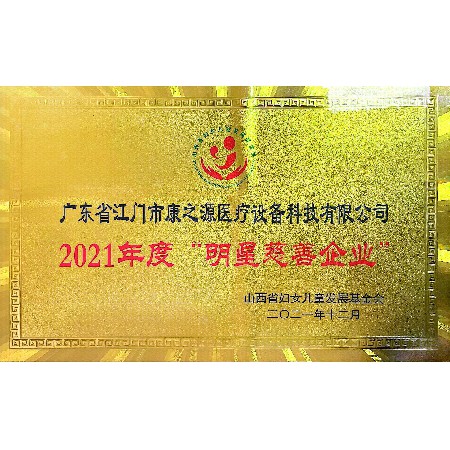 广东省江门市康之源医疗设备科技有限公司
2021年度“明星慈善企业”
山西省妇女儿童发展基金会
二〇二一年十二月